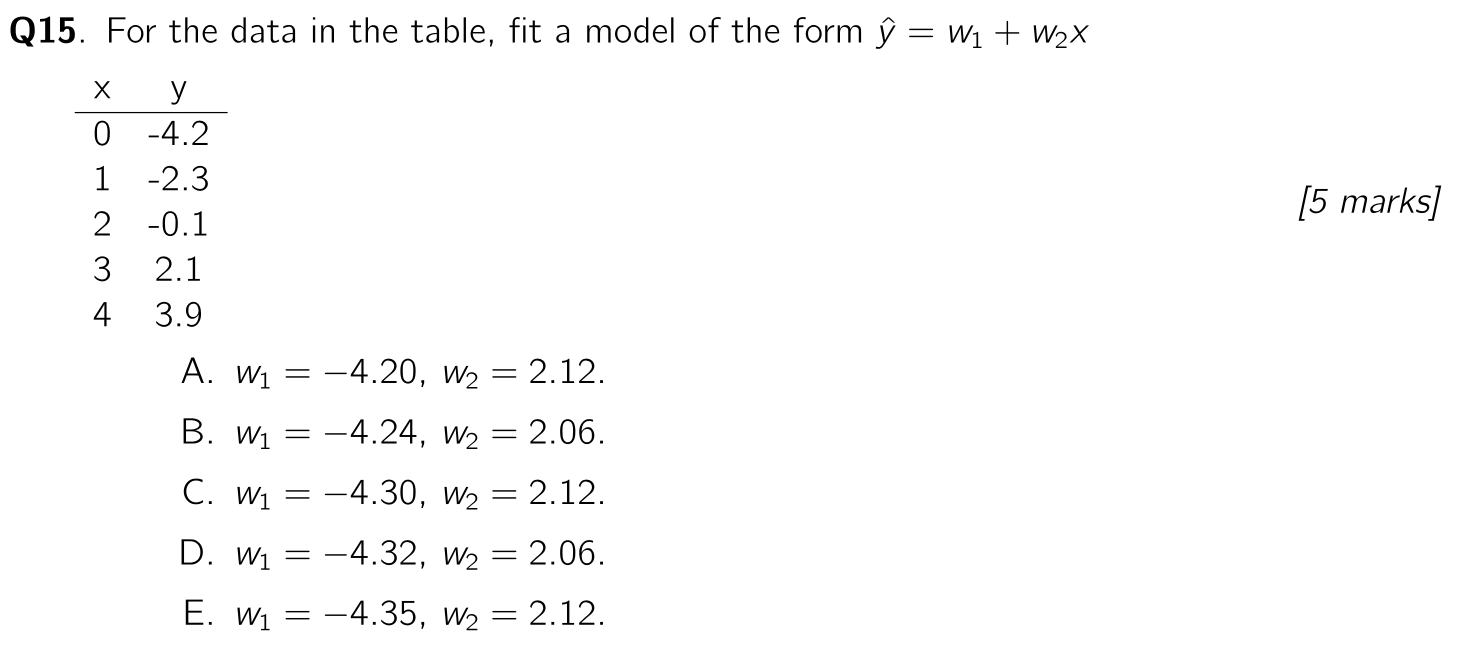 Q15. For the data in the table, fit a model of the form ŷ = w₁ + w₂x
x y
0 -4.2
1 -2.3
2 -0.1
3 2.1
4 3.9
[5 marks]
A. w₁ = −4.20, w₂ = 2.12.
B. w₁ = −4.24, w₂ = 2.06.
C. w₁ = −4.30, w₂ = 2.12.
D. w₁ = −4.32, w₂ = 2.06.
E. w₁ = −4.35, w₂ = 2.12.